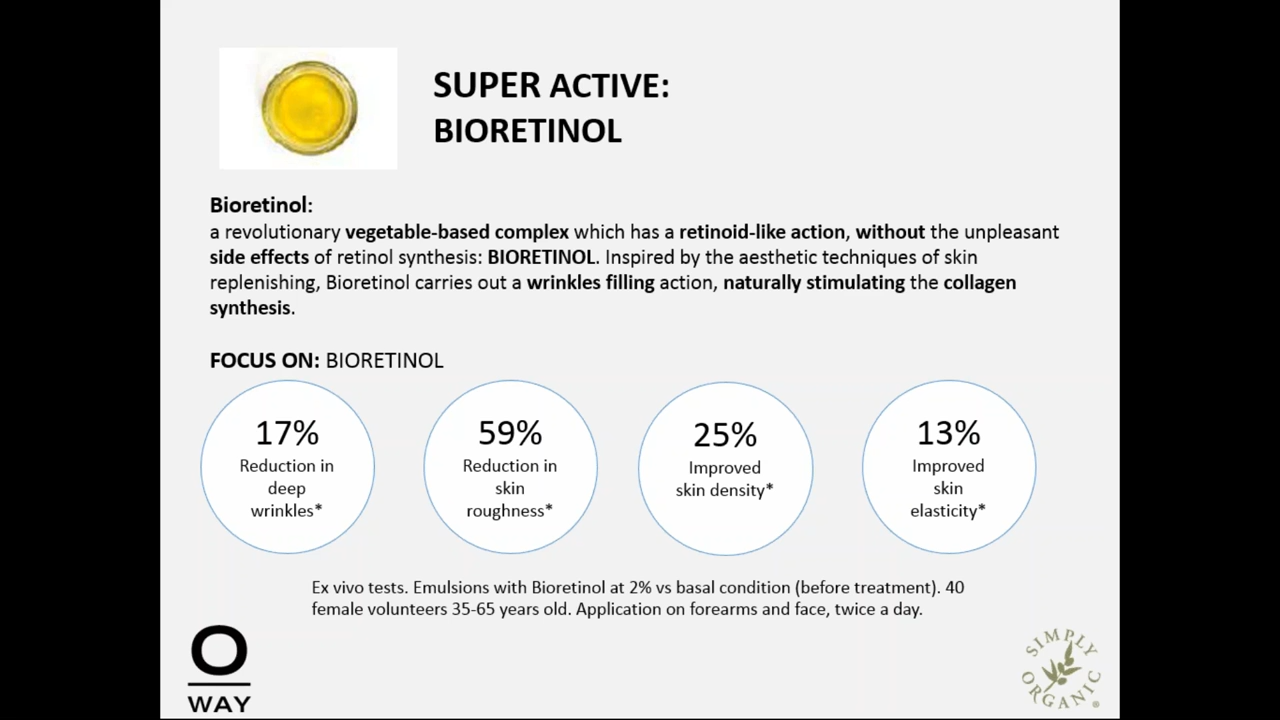 SUPER ACTIVE:
BIORETINOL
Bioretinol:
a revolutionary vegetable-based complex which has a retinoid-like action, without the unpleasant
side effects of retinol synthesis: BIORETINOL. Inspired by the aesthetic techniques of skin
replenishing, Bioretinol carries out a wrinkles filling action, naturally stimulating the collagen
synthesis.
FOCUS ON: BIORETINOL
17%
Reduction in
deep
wrinkles*
59%
Reduction in
skin
roughness*
25%
Improved
skin density*
13%
Improved
skin
elasticity*
Ex vivo tests. Emulsions with Bioretinol at 2% vs basal condition (before treatment). 40
female volunteers 35-65 years old. Application on forearms and face, twice a day.
O
WAY
SIMPLY
ORGANIC